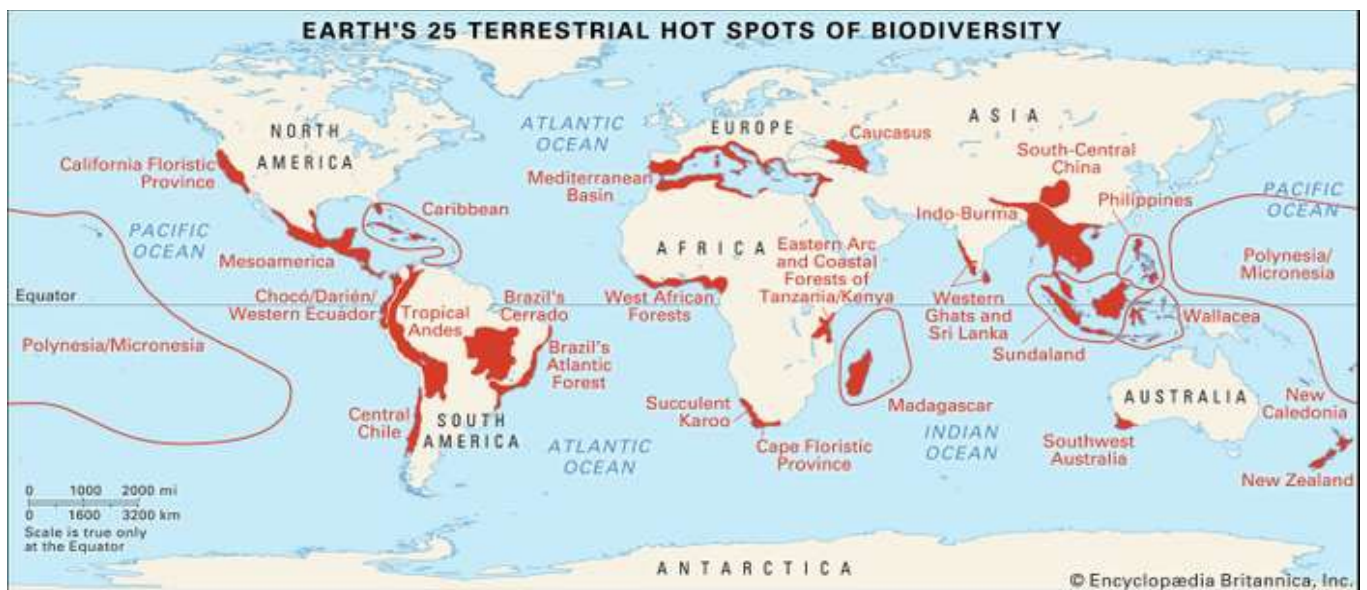 EARTH'S 25 TERRESTRIAL HOT SPOTS OF BIODIVERSITY
NORTH
AMERICA
ATLANTIC
OCEAN
EUROPE
ASIA
Caucasus
California Floristic
Province
Mediterranean
Basin
South-Central
China
PACIFIC
OCEAN
Caribbean
Indo-Burma
Philippines
PACIFIC
OCEAN
Mesoamerica
AFRICA
Eastern Arc
and Coastal
Forests of
Tanzania/Kenya
Polynesia/
Micronesia
Equator
Chocó/Darién/
Western Ecuador
Tropical
Andes
Brazil's
Cerrado
West African
Forests
Western
Ghats and
Sri Lanka
Wallacea
Sundaland
Polynesia/Micronesia
Brazil's
Atlantic
Forest
Central
Chile
SOUTH
AMERICA
Succulent
Karoo
Madagascar
AUSTRALIA
New
Caledonia
ATLANTIC
OCEAN
Cape Floristic
Province
INDIAN
OCEAN
Southwest
Australia
New Zealand
0 1000 2000 mi
0 1600 3200 km
Scale is true only
at the Equator
ANTARCTICA
© Encyclopædia Britannica, Inc.